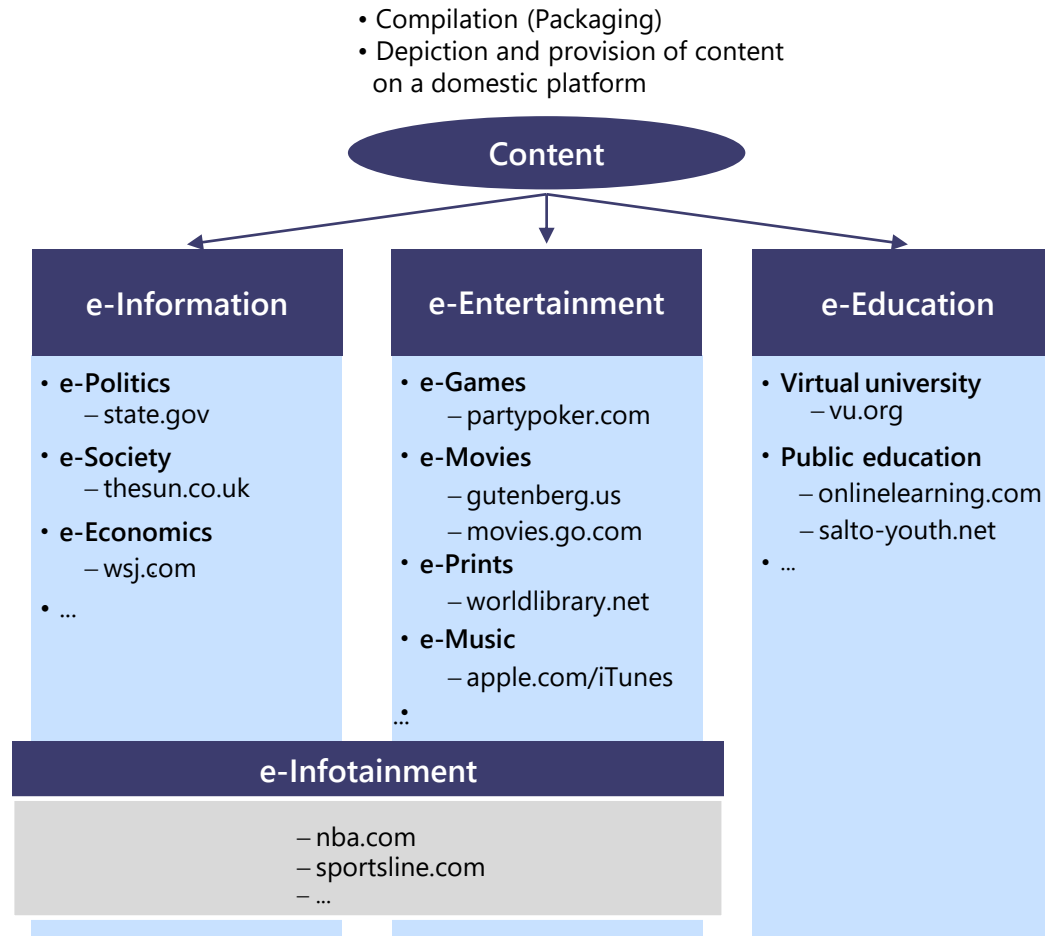 • Compilation (Packaging)
• Depiction and provision of content
on a domestic platform
Content
e-Information
• e-Politics
– state.gov
• e-Society
– thesun.co.uk
• e-Economics
– wsj.com
• ...
e-Entertainment
• e-Games
– partypoker.com
• e-Movies
– gutenberg.us
– movies.go.com
• e-Prints
– worldlibrary.net
• e-Music
– apple.com/iTunes
• ...
e-Education
• Virtual university
– vu.org
• Public education
– onlinelearning.com
– salto-youth.net
• ...
e-Infotainment
– nba.com
– sportsline.com
– ...